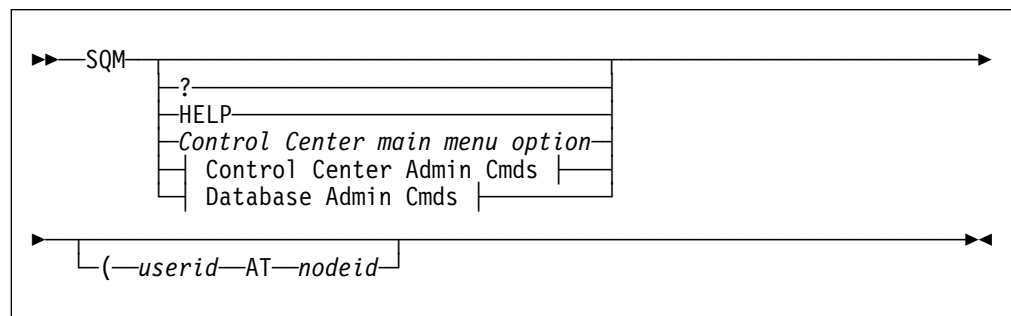 SQM
?
HELP
Control Center main menu option
Control Center Admin Cmds
Database Admin Cmds
( userid AT nodeid